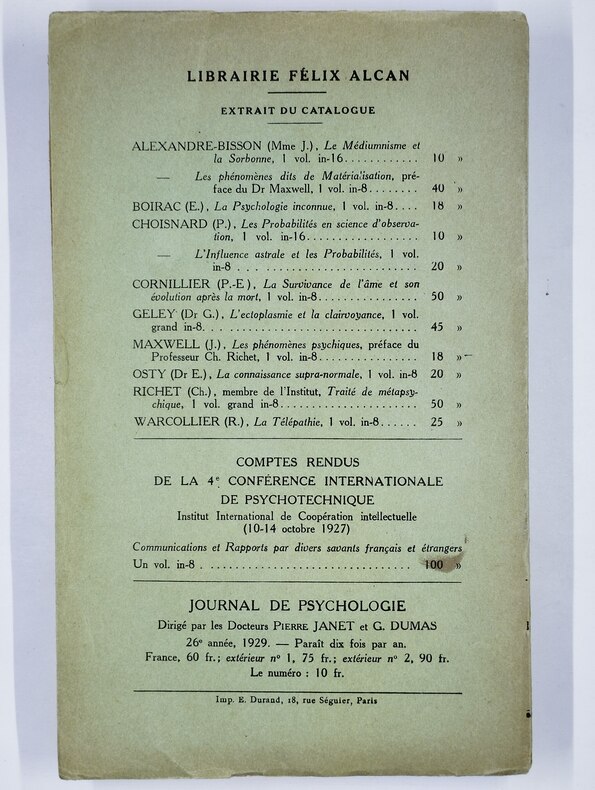 LIBRAIRIE FÉLIX ALCAN
EXTRAIT DU CATALOGUE
ALEXANDRE-BISSON (Mme J.), Le Médiumnisme et
la Sorbonne, 1 vol. in-16............ 10 »
— Les phénomènes dits de Matérialisation, pré-
face du Dr Maxwell, 1 vol. in-8........ 40 »
BOIRAC (E.), La Psychologie inconnue, 1 vol. in-8.... 18 »
CHOISNARD (P.), Les Probabilités en science d'observa-
tion, 1 vol. in-16.................. 10 »
— L'Influence astrale et les Probabilités, 1 vol.
in-8 . . ......................... 20 »
CORNILLIER (P.-E ), La Survivance de l'âme et son
évolution après la mort, 1 vol. in-8................ 50 »
GELEY (Dr G.), L'ectoplasmie et la clairvoyance, 1 vol.
grand in-8. . ............................... 45 »
MAXWELL (J.), Les phénomènes psychiques, préface du
Professeur Ch. Richet, 1 vol. in-8................ 18 »
OSTY (Dr E.), La connaissance supra-normale, 1 vol. in-8 20 »
RICHET (Ch.), membre de l'Institut, Traité de métapsy-
chique, 1 vol. grand in-8...................... 50 »
WARCOLLIER (R.), La Télépathie, 1 vol. in-8...... 25 »
COMPTES RENDUS
DE LA 4e CONFÉRENCE INTERNATIONALE
DE PSYCHOTECHNIQUE
Institut International de Coopération intellectuelle
(10-14 octobre 1927)
Communications et Rapports par divers savants français et étrangers
Un vol. in-8 . ................................. 100 »
JOURNAL DE PSYCHOLOGIE
Dirigé par les Docteurs PIERRE JANET et G. DUMAS
26e année, 1929. — Paraît dix fois par an.
France, 60 fr.; extérieur n° 1, 75 fr.; extérieur n° 2, 90 fr.
Le numéro : 10 fr.
Imp. E. Durand, 18, rue Séguier, Paris